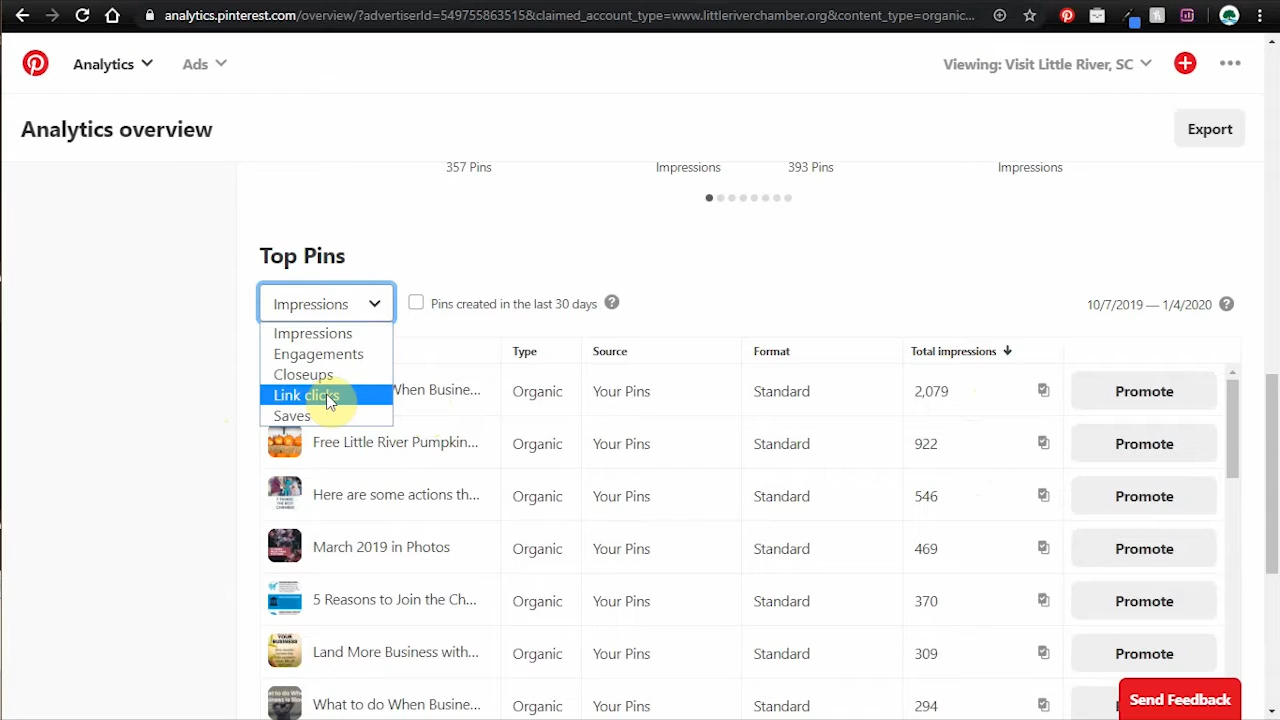 analytics.pinterest.com/overview/?advertiserId=549755863515&claimed_account_type=www.littleriverchamber.org&content_type=organic...
Analytics
Ads
Viewing: Visit Little River, SC
Analytics overview
Export
357 Pins
Impressions
393 Pins
Impressions
Top Pins
Impressions
Pins created in the last 30 days
10/7/2019 — 1/4/2020
Impressions
Engagements
Closeups
Link clicks
Saves
Type
Source
Format
Total impressions
When Busine...
Organic
Your Pins
Standard
2,079
Promote
Free Little River Pumpkin...
Organic
Your Pins
Standard
922
Promote
Here are some actions th...
Organic
Your Pins
Standard
546
Promote
March 2019 in Photos
Organic
Your Pins
Standard
469
Promote
5 Reasons to Join the Ch...
Organic
Your Pins
Standard
370
Promote
YOUR
BUSINESS
Land More Business with...
Organic
Your Pins
Standard
309
Promote
What to do When Busine...
Organic
Your Pins
Standard
294
Send Feedback